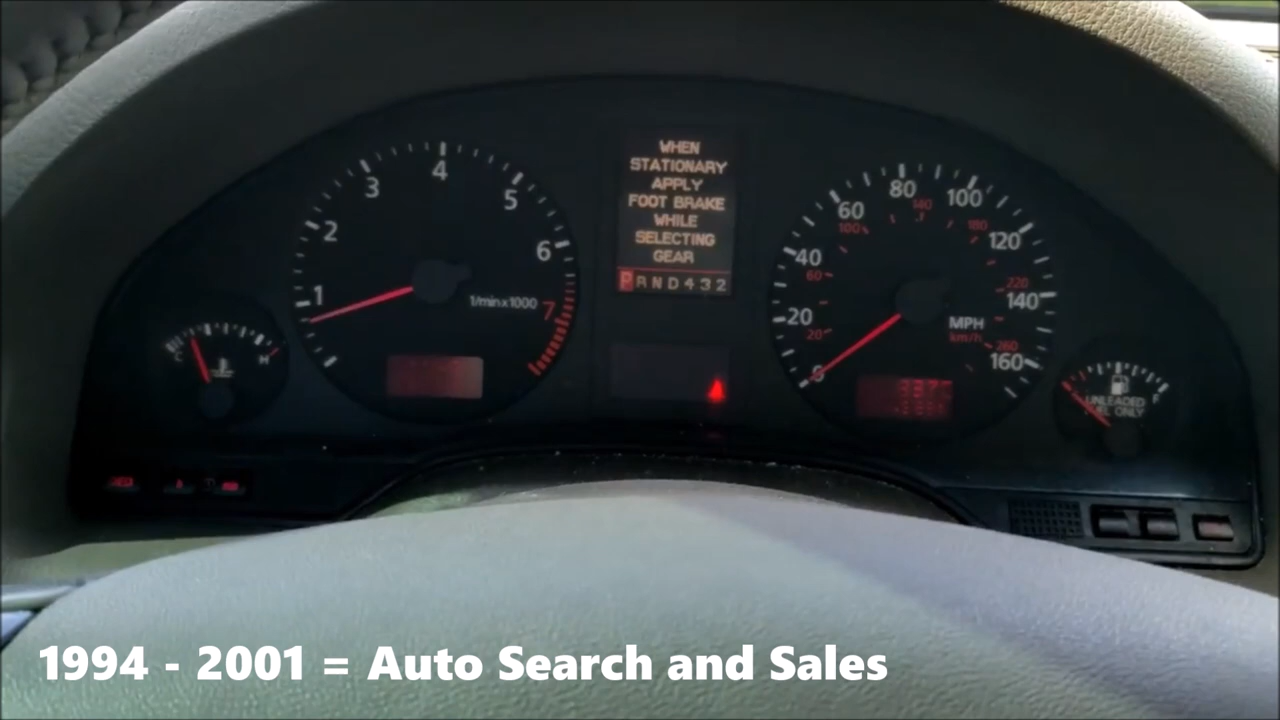 WHEN
STATIONARY
APPLY
FOOT BRAKE
WHILE
SELECTING
GEAR
PRND432
1 2 3 4 5 6 7
1/min x 1000
0 20 40 60 80 100 120 140 160
20 60 100 140 180 220 260
MPH
km/h
H
F
UNLEADED
FUEL ONLY
CHECK
1994 - 2001 = Auto Search and Sales